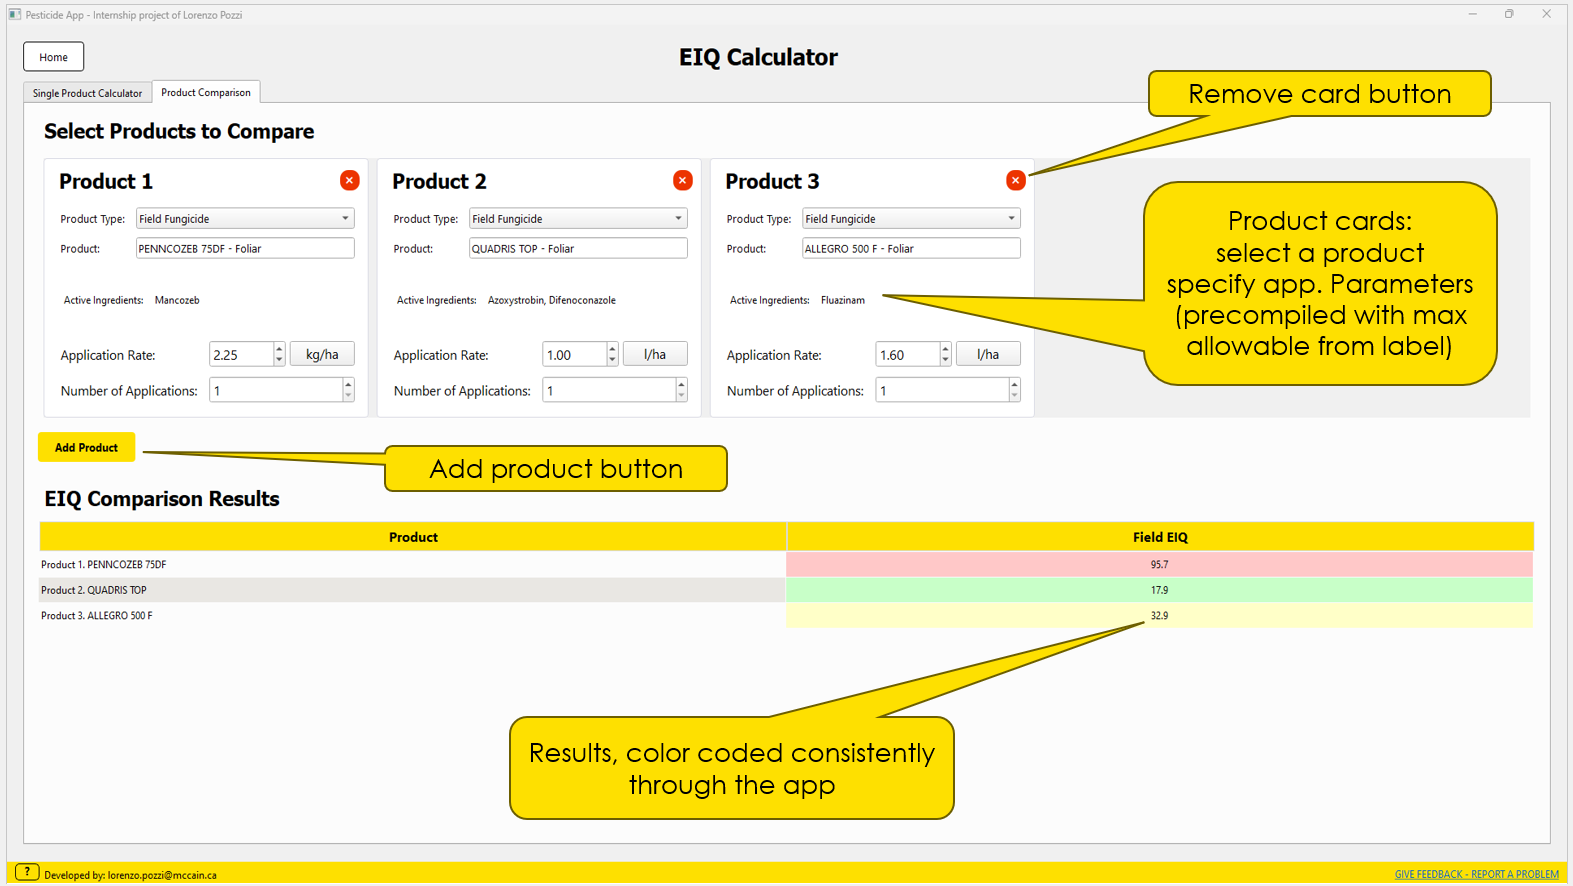 Pesticide App - Internship project of Lorenzo Pozzi
Home
EIQ Calculator
Single Product Calculator
Product Comparison
Remove card button
Select Products to Compare
Product 1
Product Type: Field Fungicide
Product: PENNCOZEB 75DF - Foliar
Active Ingredients: Mancozeb
Application Rate: 2.25 kg/ha
Number of Applications: 1
Product 2
Product Type: Field Fungicide
Product: QUADRIS TOP - Foliar
Active Ingredients: Azoxystrobin, Difenoconazole
Application Rate: 1.00 l/ha
Number of Applications: 1
Product 3
Product Type: Field Fungicide
Product: ALLEGRO 500 F - Foliar
Active Ingredients: Fluazinam
Application Rate: 1.60 l/ha
Number of Applications: 1
Product cards:
select a product
specify app. Parameters
(precompiled with max
allowable from label)
Add Product
Add product button
EIQ Comparison Results
Product Field EIQ
Product 1. PENNCOZEB 75DF 95.7
Product 2. QUADRIS TOP 17.9
Product 3. ALLEGRO 500 F 32.9
Results, color coded consistently
through the app
? Developed by: lorenzo.pozzi@mccain.ca
GIVE FEEDBACK - REPORT A PROBLEM